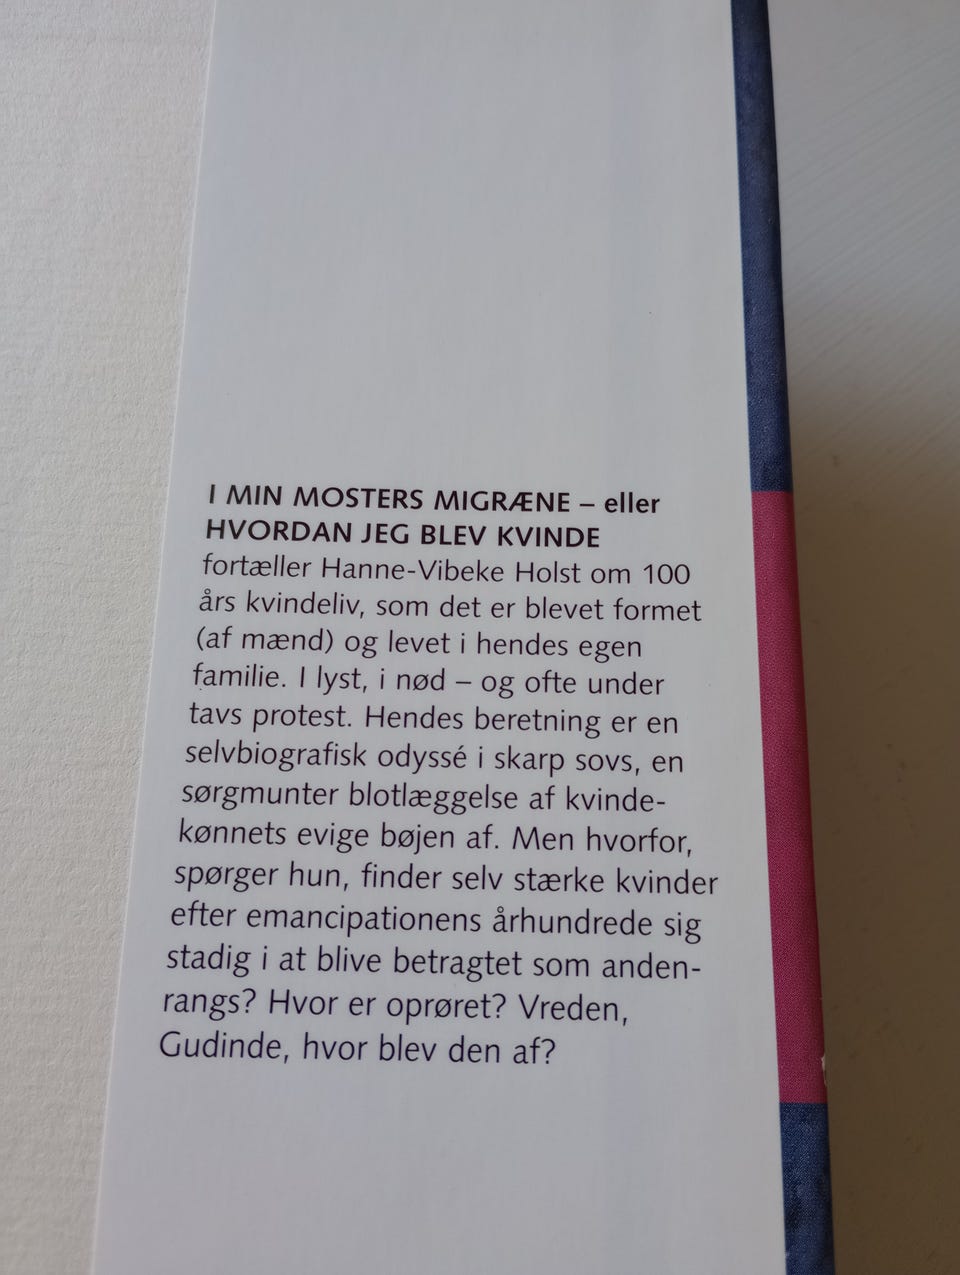 I MIN MOSTERS MIGRÆNE – eller
HVORDAN JEG BLEV KVINDE
fortæller Hanne-Vibeke Holst om 100
års kvindeliv, som det er blevet formet
(af mænd) og levet i hendes egen
familie. I lyst, i nød – og ofte under
tavs protest. Hendes beretning er en
selvbiografisk odyssé i skarp sovs, en
sørgmunter blotlæggelse af kvinde-
kønnets evige bøjen af. Men hvorfor,
spørger hun, finder selv stærke kvinder
efter emancipationens århundrede sig
stadig i at blive betragtet som anden-
rangs? Hvor er oprøret? Vreden,
Gudinde, hvor blev den af?